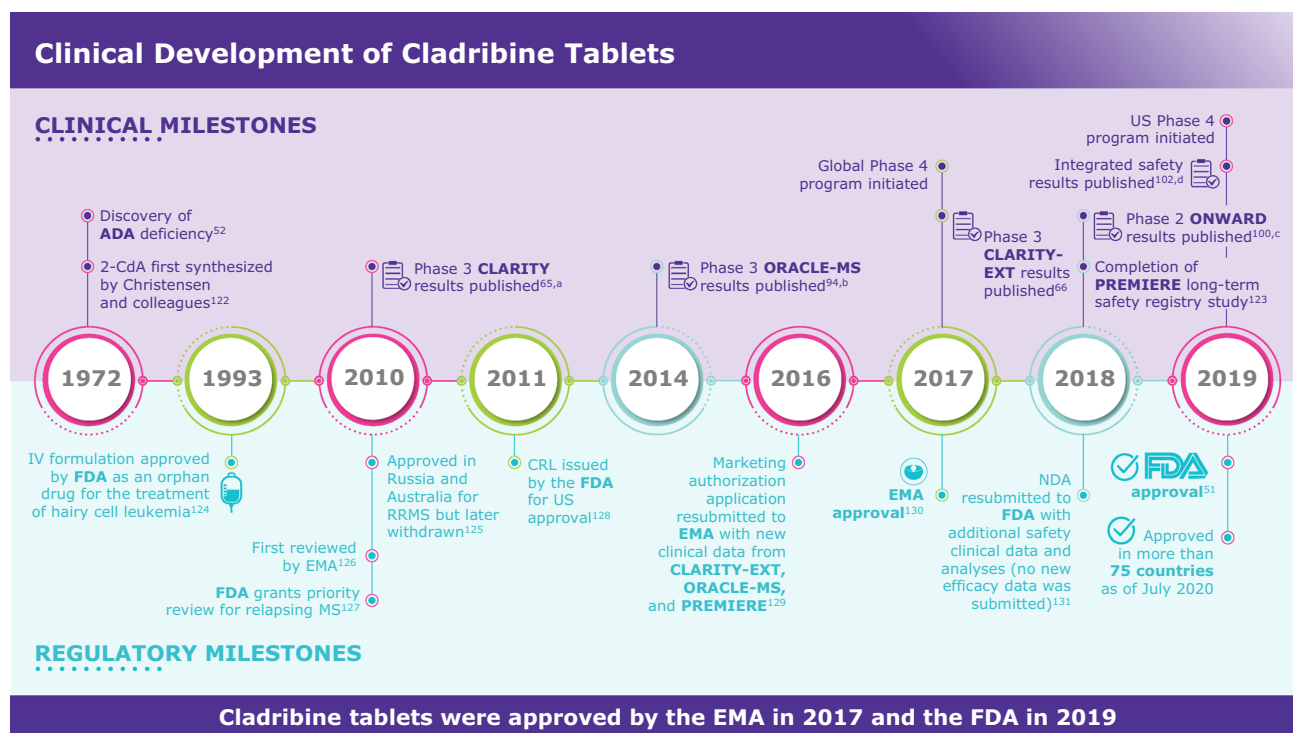 Clinical Development of Cladribine Tablets
CLINICAL MILESTONES
Discovery of
ADA deficiency52
2-CdA first synthesized
by Christensen
and colleagues122
Phase 3 CLARITY
results published65,a
Phase 3 ORACLE-MS
results published94,b
Global Phase 4
program initiated
Phase 3
CLARITY-
EXT results
published66
Phase 2 ONWARD
results published100,c
Completion of
PREMIERE long-term
safety registry study123
US Phase 4
program initiated
Integrated safety
results published102,d
1972
1993
2010
2011
2014
2016
2017
2018
2019
IV formulation approved
by FDA as an orphan
drug for the treatment
of hairy cell leukemia124
Approved in
Russia and
Australia for
RRMS but later
withdrawn125
First reviewed
by EMA126
FDA grants priority
review for relapsing MS127
CRL issued
by the FDA
for US
approval128
Marketing
authorization
application
resubmitted to
EMA with new
clinical data from
CLARITY-EXT,
ORACLE-MS,
and PREMIERE129
EMA
approval130
NDA
resubmitted to
FDA with
additional safety
clinical data and
analyses (no new
efficacy data was
submitted)131
FDA
approval51
Approved
in more than
75 countries
as of July 2020
REGULATORY MILESTONES
Cladribine tablets were approved by the EMA in 2017 and the FDA in 2019